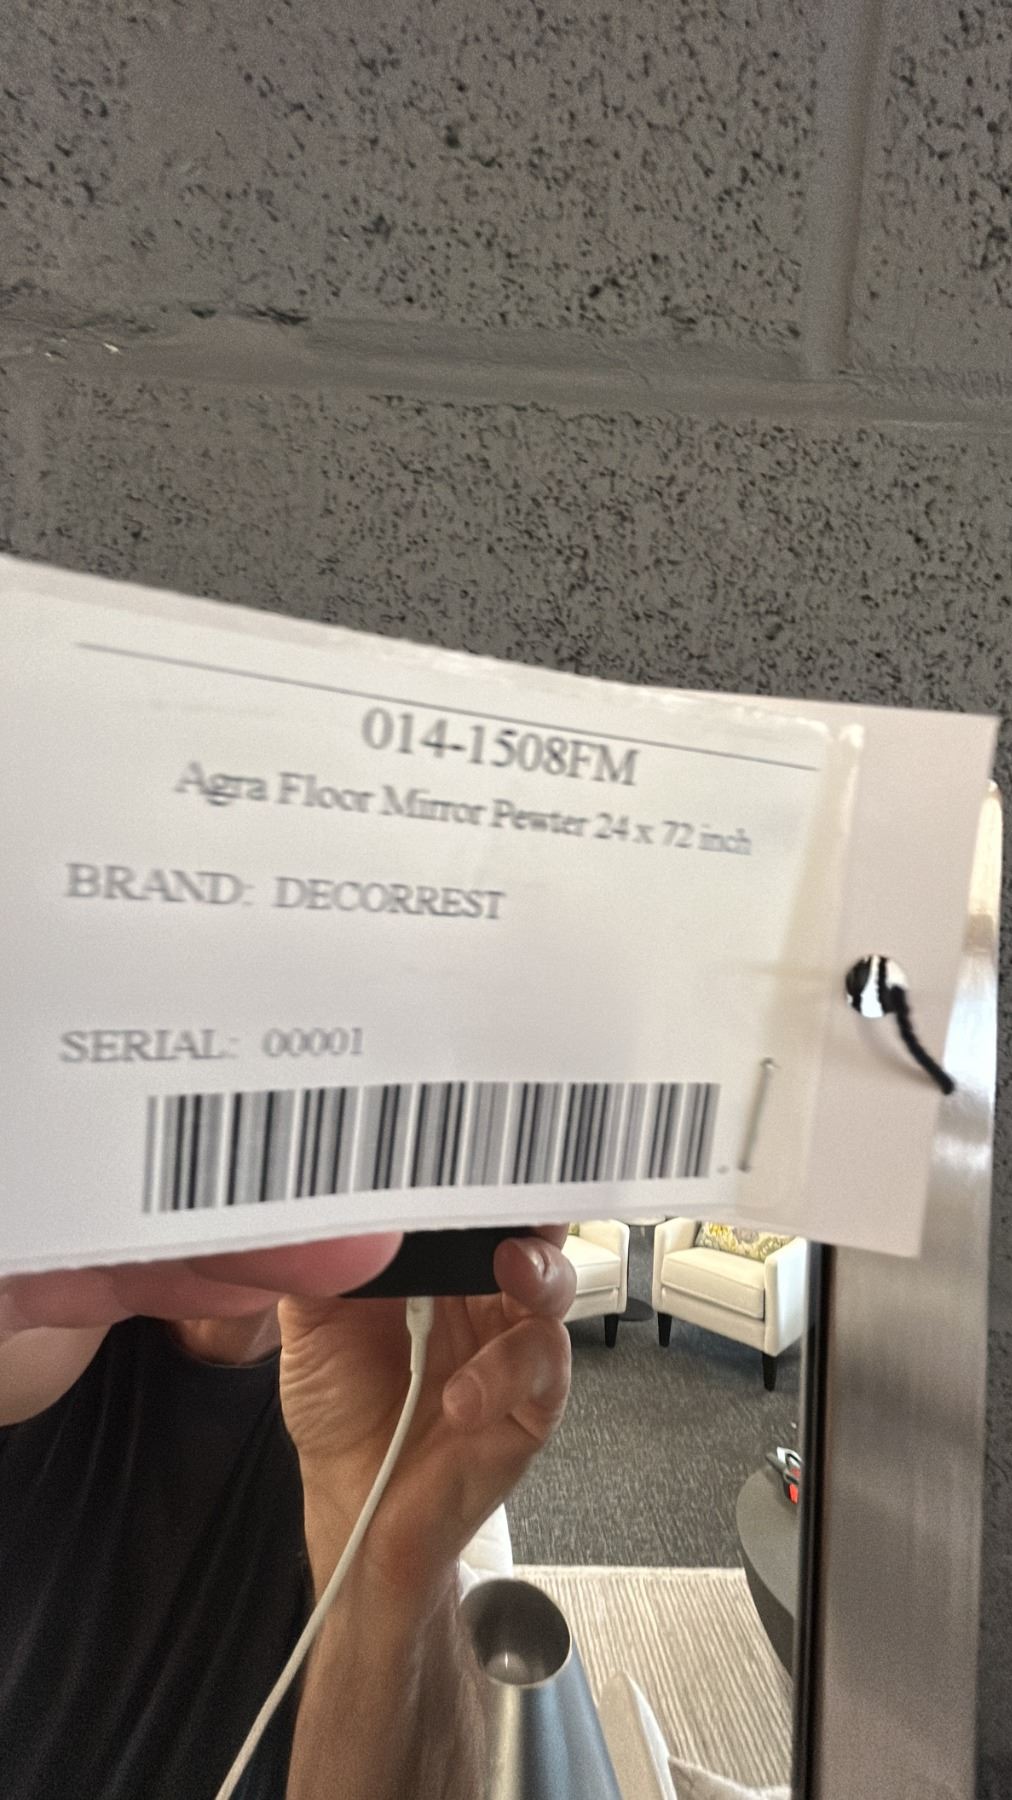 014-1508FM
Agra Floor Mirror Pewter 24 x 72 inch
BRAND: DECORREST
SERIAL: 00001